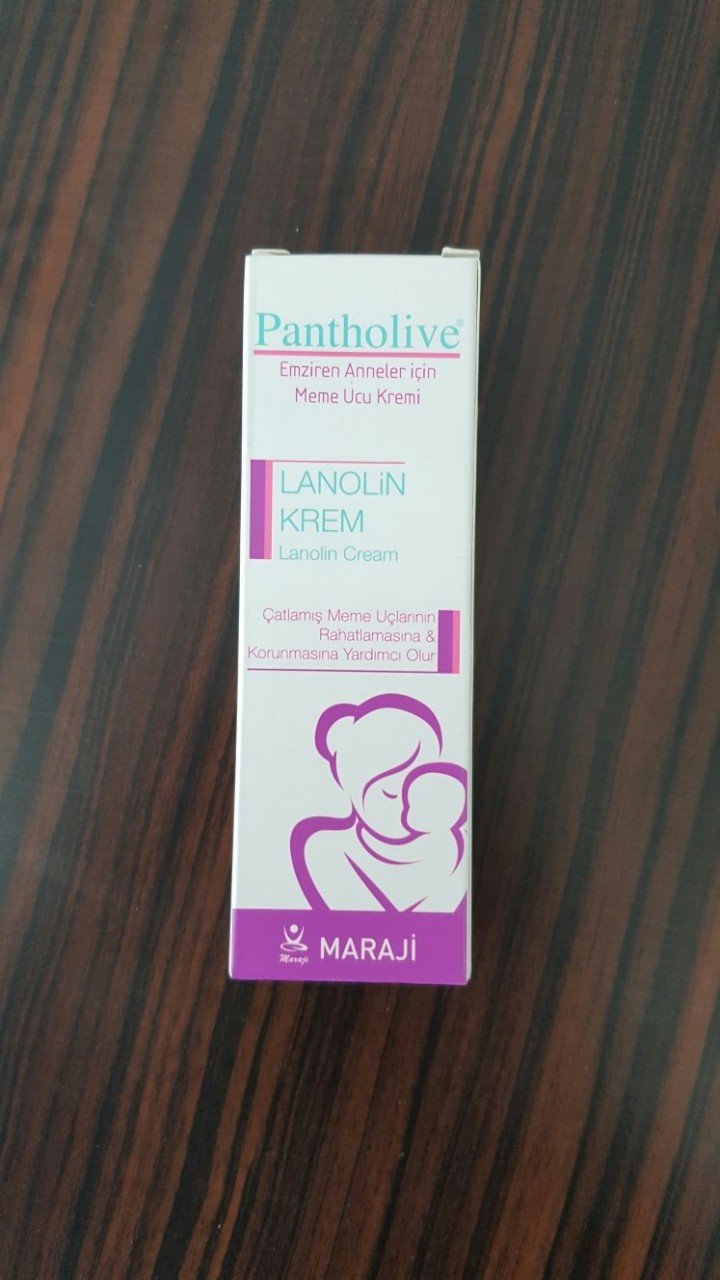 Pantholive®
Emziren Anneler için
Meme Ucu Kremi
LANOLiN
KREM
Lanolin Cream
Çatlamış Meme Uçlarının
Rahatlamasına &
Korunmasına Yardımcı Olur
Maraji
MARAJİ